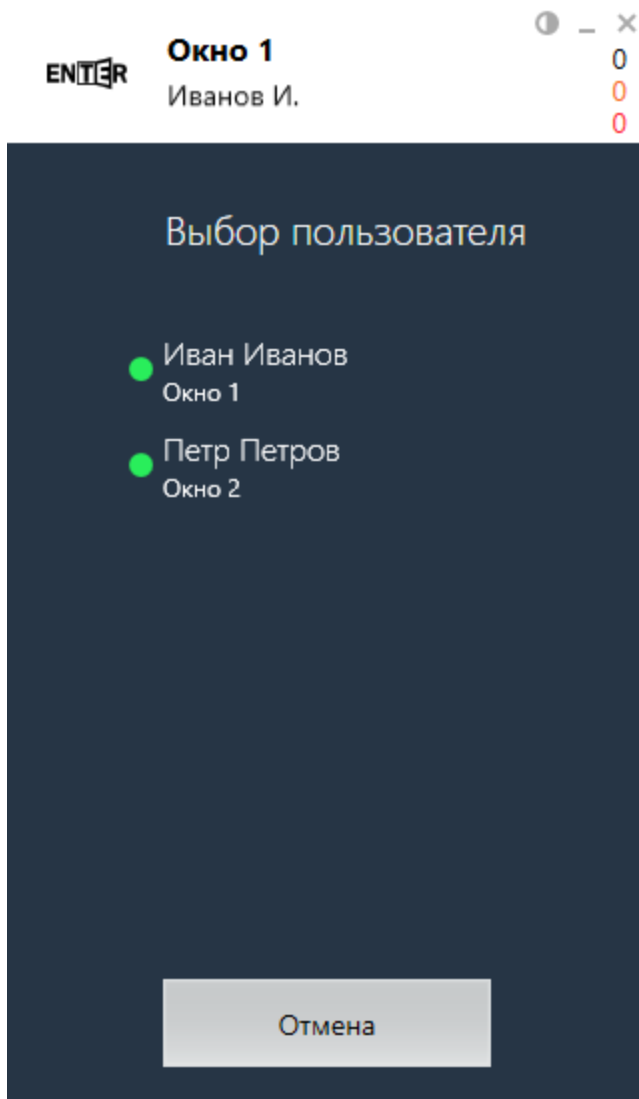 ENTER
Окно 1
Иванов И.
0
0
0
Выбор пользователя
Иван Иванов
Окно 1
Петр Петров
Окно 2
Отмена